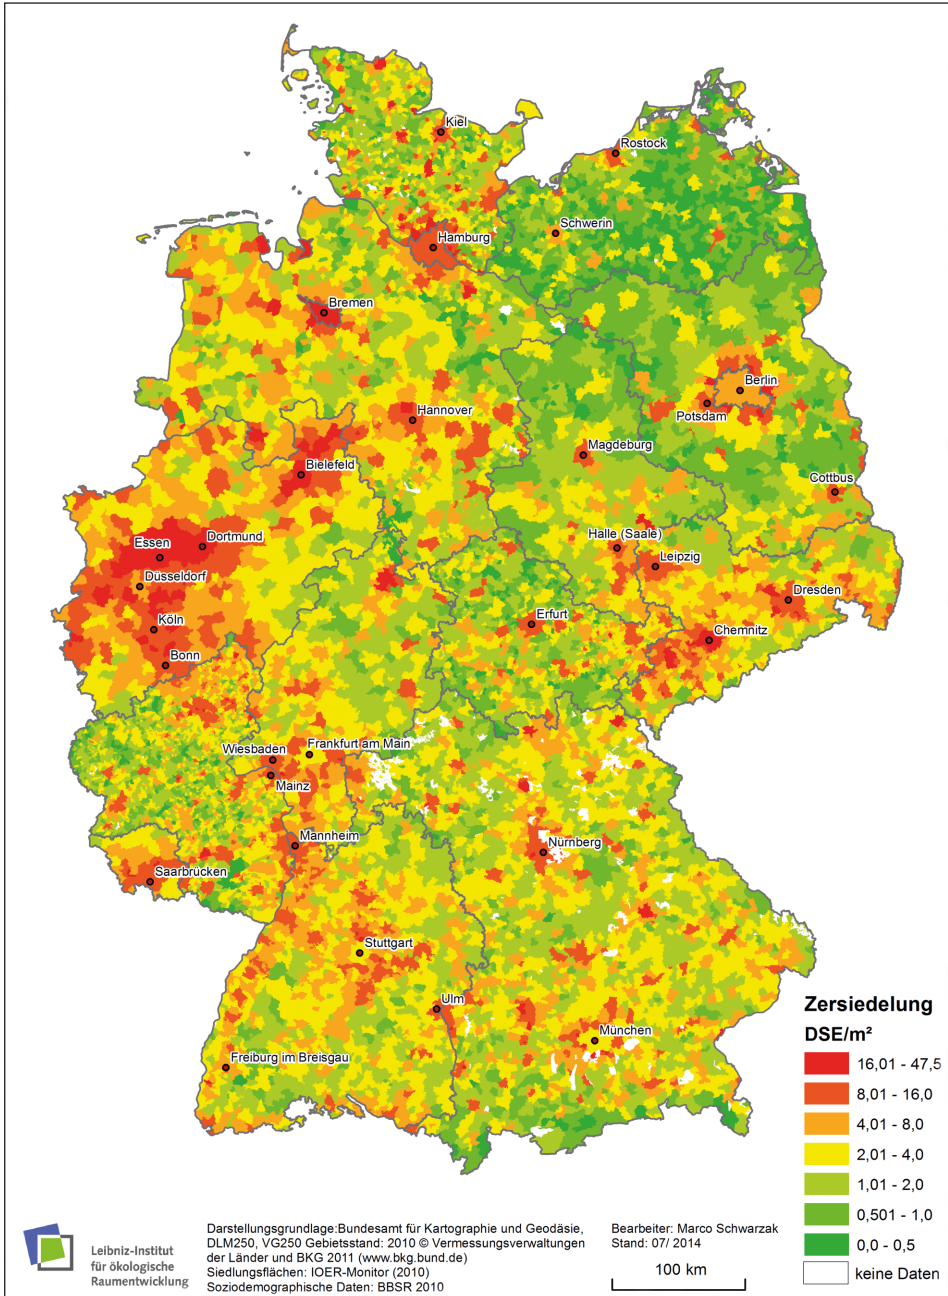 Kiel
Rostock
Schwerin
Hamburg
Bremen
Berlin
Potsdam
Hannover
Magdeburg
Bielefeld
Cottbus
Dortmund
Essen
Halle (Saale)
Leipzig
Düsseldorf
Dresden
Köln
Erfurt
Chemnitz
Bonn
Wiesbaden
Frankfurt am Main
Mainz
Mannheim
Nürnberg
Saarbrücken
Stuttgart
Ulm
München
Freiburg im Breisgau
Zersiedelung
DSE/m²
16,01 - 47,5
8,01 - 16,0
4,01 - 8,0
2,01 - 4,0
1,01 - 2,0
0,501 - 1,0
0,0 - 0,5
keine Daten
Leibniz-Institut
für ökologische
Raumentwicklung
Darstellungsgrundlage:Bundesamt für Kartographie und Geodäsie,
DLM250, VG250 Gebietsstand: 2010 © Vermessungsverwaltungen
der Länder und BKG 2011 (www.bkg.bund.de)
Siedlungsflächen: IOER-Monitor (2010)
Soziodemographische Daten: BBSR 2010
Bearbeiter: Marco Schwarzak
Stand: 07/ 2014
100 km